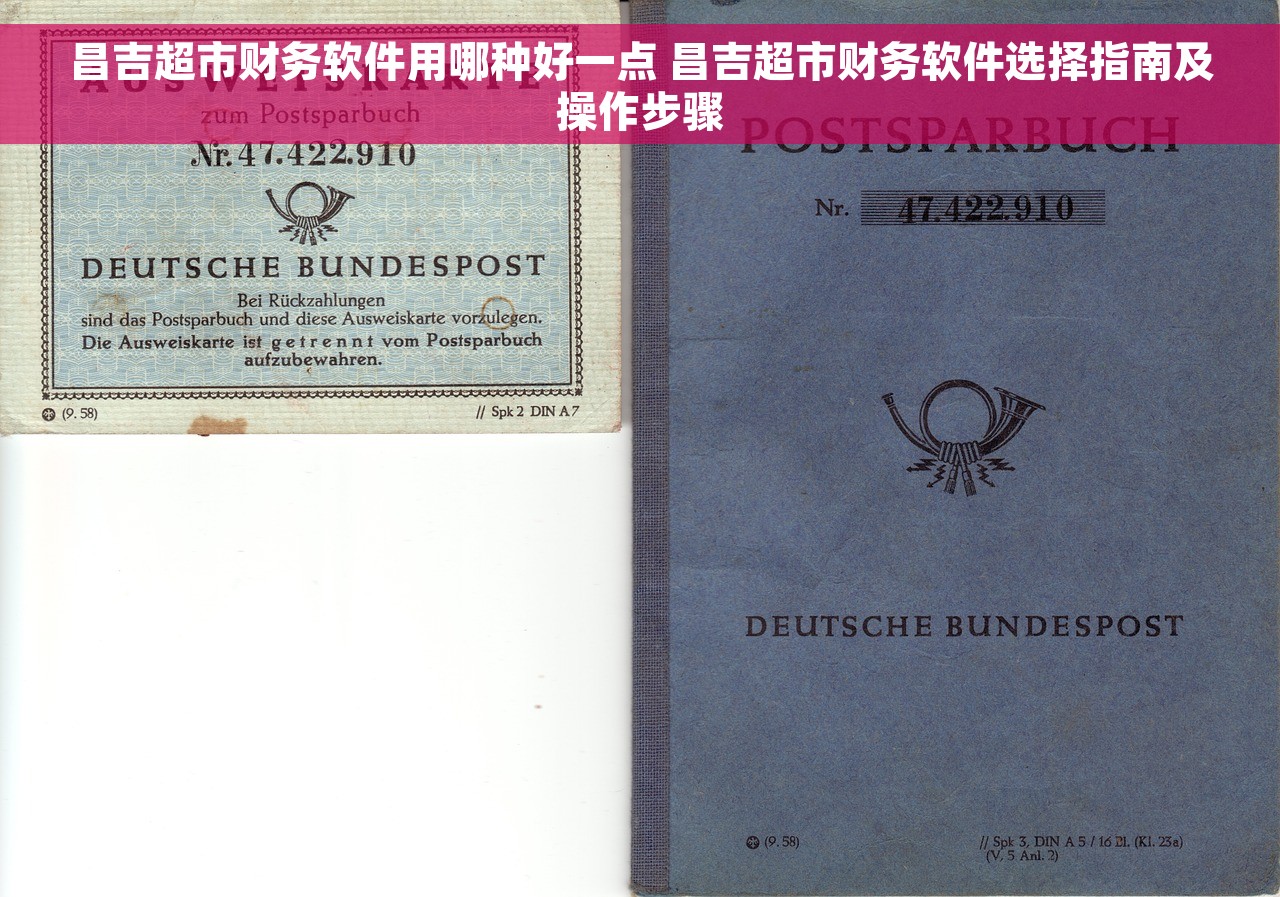 昌吉超市财务软件用哪种好一点 昌吉超市财务软件选择指南及
操作步骤
AUSWEISKARTE
zum Postsparbuch
Nr. 47.422.910
DEUTSCHE BUNDESPOST
Bei Rückzahlungen
sind das Postsparbuch und diese Ausweiskarte vorzulegen.
Die Ausweiskarte ist getrennt vom Postsparbuch
aufzubewahren.
(9. 58)
// Spk 2 DIN A 7
POSTSPARBUCH
Nr. 47.422.910
DEUTSCHE BUNDESPOST
(9. 58)
// Spk 3, DIN A 5 / 16 Bl. (Kl. 23a)
(V, 5 Anl. 2)